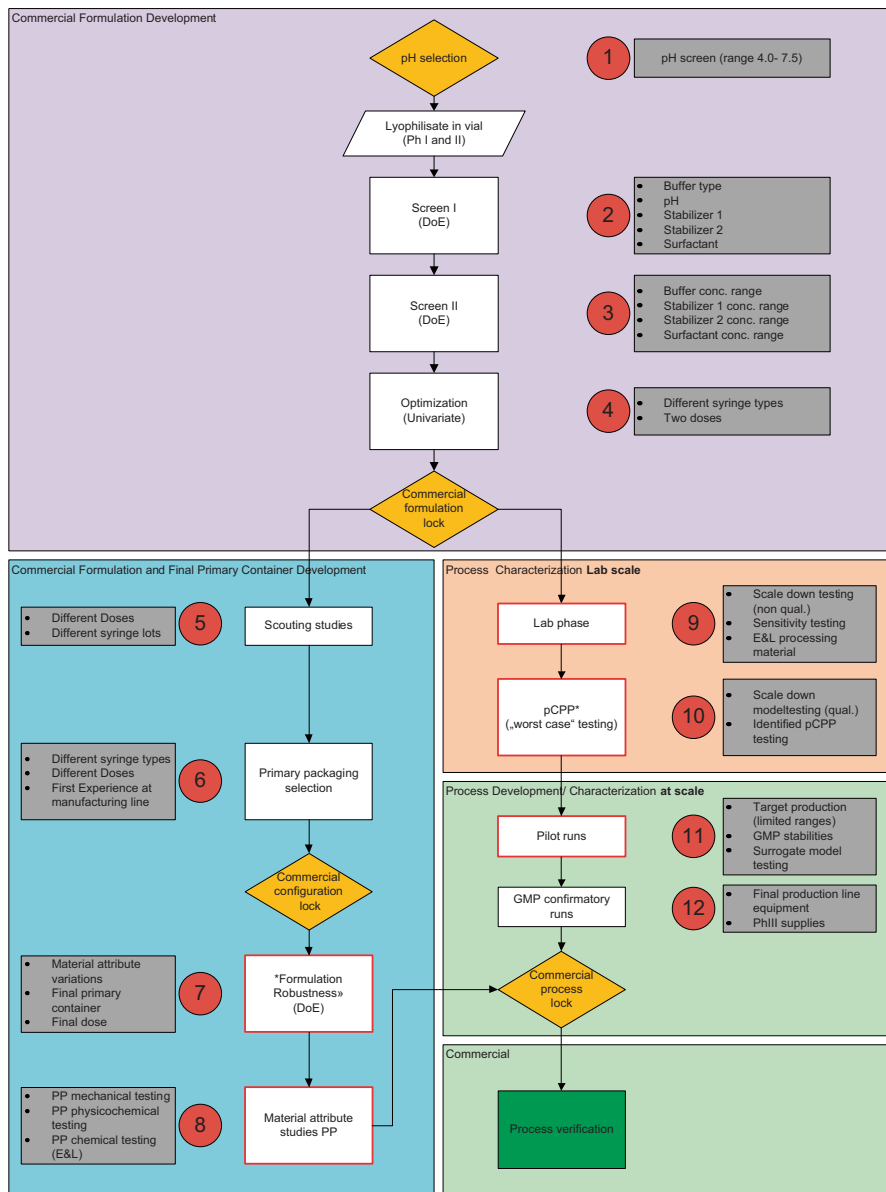 Commercial Formulation Development
pH selection
1
pH screen (range 4.0- 7.5)
Lyophilisate in vial
(Ph I and II)
Screen I
(DoE)
2
• Buffer type
• pH
• Stabilizer 1
• Stabilizer 2
• Surfactant
Screen II
(DoE)
3
• Buffer conc. range
• Stabilizer 1 conc. range
• Stabilizer 2 conc. range
• Surfactant conc. range
Optimization
(Univariate)
4
• Different syringe types
• Two doses
Commercial
formulation
lock
Commercial Formulation and Final Primary Container Development
• Different Doses
• Different syringe lots
5
Scouting studies
• Different syringe types
• Different Doses
• First Experience at
manufacturing line
6
Primary packaging
selection
Commercial
configuration
lock
• Material attribute
variations
• Final primary
container
• Final dose
7
*Formulation
Robustness»
(DoE)
• PP mechanical testing
• PP physicochemical
testing
• PP chemical testing
(E&L)
8
Material attribute
studies PP
Process Characterization Lab scale
Lab phase
9
• Scale down testing
(non qual.)
• Sensitivity testing
• E&L processing
material
pCPP*
(„worst case“ testing)
10
• Scale down
modeltesting (qual.)
• Identified pCPP
testing
Process Development/ Characterization at scale
Pilot runs
11
• Target production
(limited ranges)
• GMP stabilities
• Surrogate model
testing
GMP confirmatory
runs
12
• Final production line
equipment
• PhIII supplies
Commercial
process
lock
Commercial
Process verification